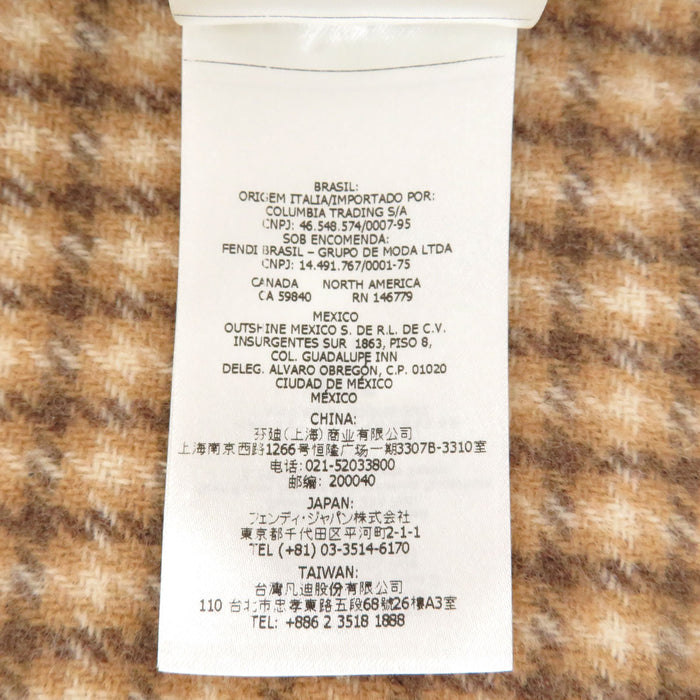 BRASIL:
ORIGEM ITALIA/IMPORTADO POR:
COLUMBIA TRADING S/A
CNPJ: 46.548.574/0007-95
SOB ENCOMENDA:
FENDI BRASIL – GRUPO DE MODA LTDA
CNPJ: 14.491.767/0001-75
CANADA NORTH AMERICA
CA 59840 RN 146779
MEXICO
OUTSHINE MEXICO S. DE R.L. DE C.V.
INSURGENTES SUR 1863, PISO 8,
COL. GUADALUPE INN
DELEG. ALVARO OBREGÓN, C.P. 01020
CIUDAD DE MÉXICO
MÉXICO
CHINA:
芬迪(上海)商业有限公司
上海南京西路1266号恒隆广场一期3307B-3310室
电话: 021-52033800
邮编: 200040
JAPAN:
フェンディ・ジャパン株式会社
東京都千代田区平河町2-1-1
TEL (+81) 03-3514-6170
TAIWAN:
台灣凡迪股份有限公司
110 台北市忠孝東路五段68號26樓A3室
TEL: +886 2 3518 1888